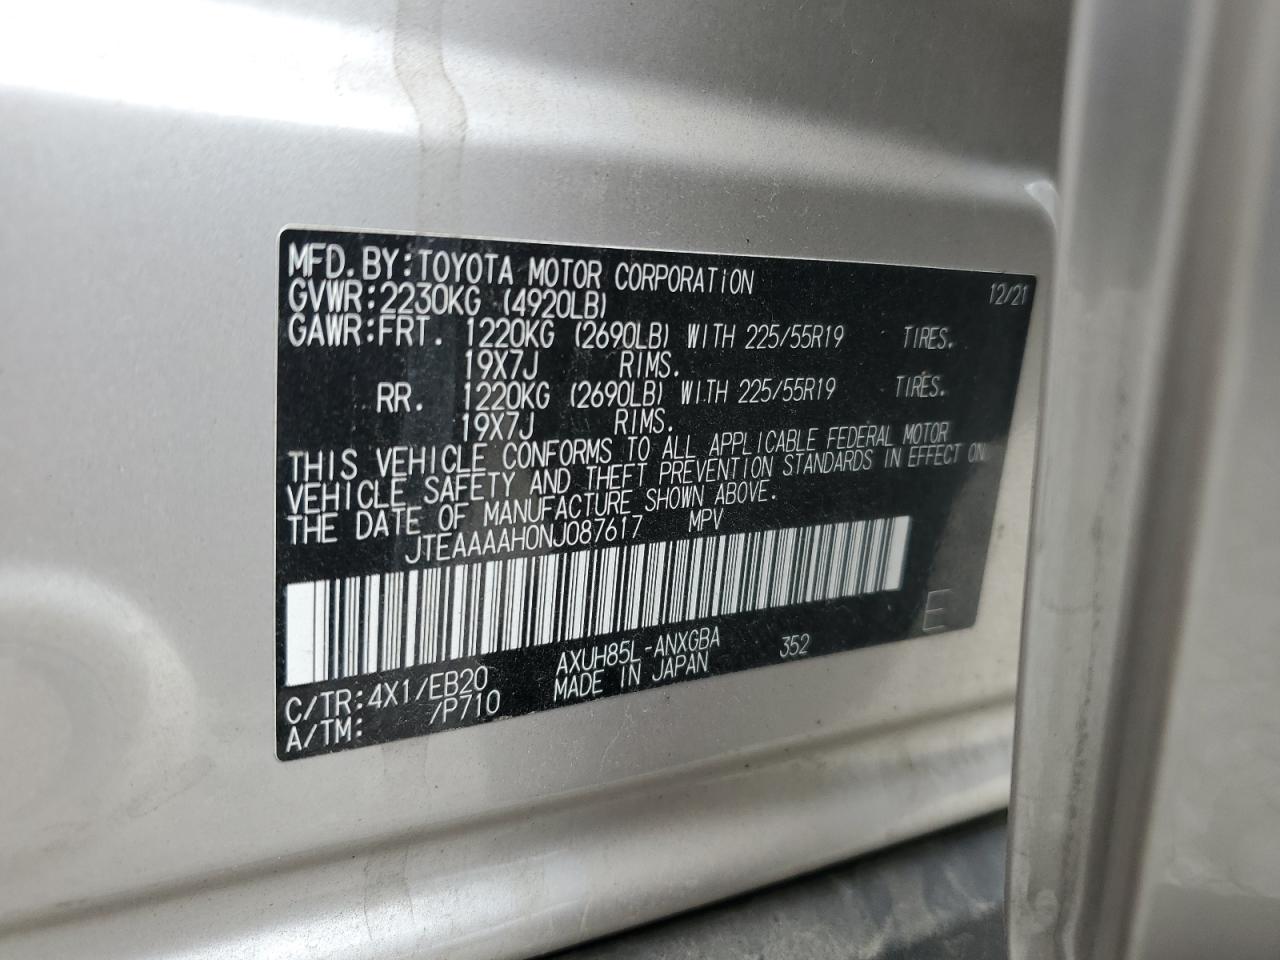 MFD.BY:TOYOTA MOTOR CORPORATION 12/21
GVWR:2230KG (4920LB)
GAWR:FRT. 1220KG (2690LB) WITH 225/55R19 TIRES.
19X7J RIMS.
RR. 1220KG (2690LB) WITH 225/55R19 TIRES.
19X7J RIMS.
THIS VEHICLE CONFORMS TO ALL APPLICABLE FEDERAL MOTOR
VEHICLE SAFETY AND THEFT PREVENTION STANDARDS IN EFFECT ON
THE DATE OF MANUFACTURE SHOWN ABOVE.
JTEAAAAH0NJ087617 MPV
E
C/TR:4X1/EB20 AXUH85L-ANXGBA 352
A/TM: /P710 MADE IN JAPAN